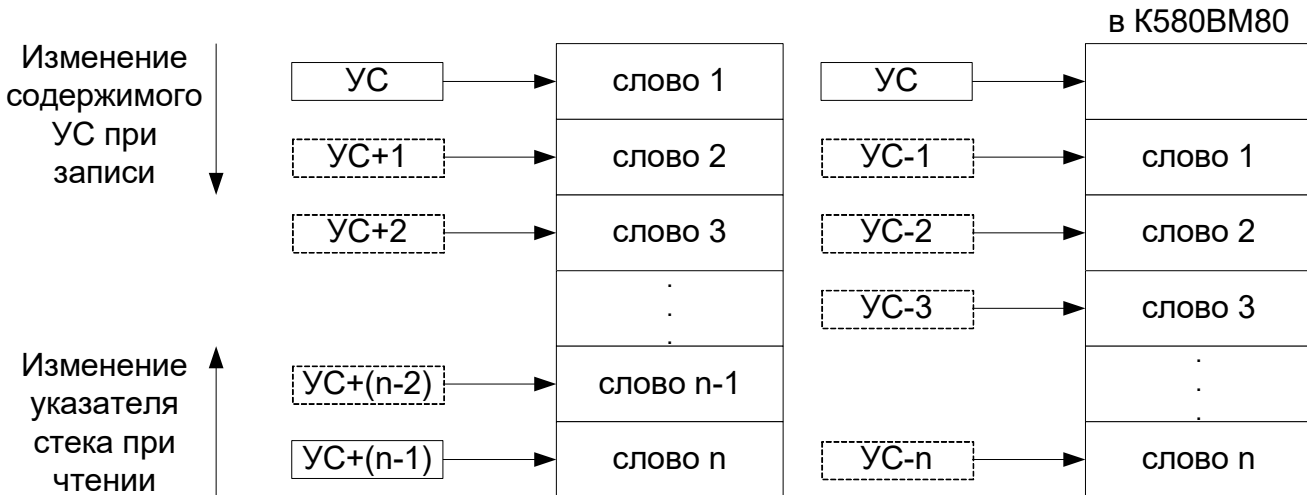 в К580ВМ80
Изменение
содержимого
УС при
записи
УС
слово 1
УС
УС+1
слово 2
УС-1
слово 1
УС+2
слово 3
УС-2
слово 2
.
.
.
УС-3
слово 3
Изменение
указателя
стека при
чтении
УС+(n-2)
слово n-1
.
.
.
УС+(n-1)
слово n
УС-n
слово n